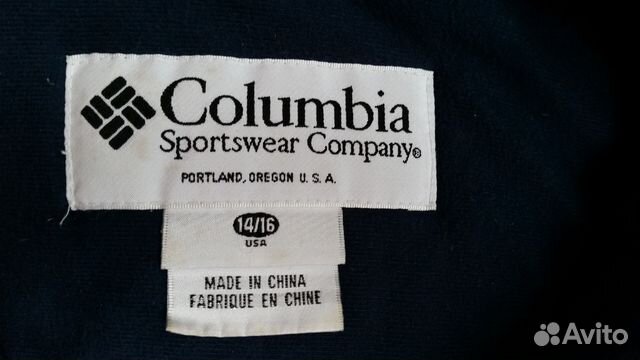 Columbia
Sportswear Company®
PORTLAND, OREGON U.S.A.
14/16
USA
MADE IN CHINA
FABRIQUE EN CHINE
Avito